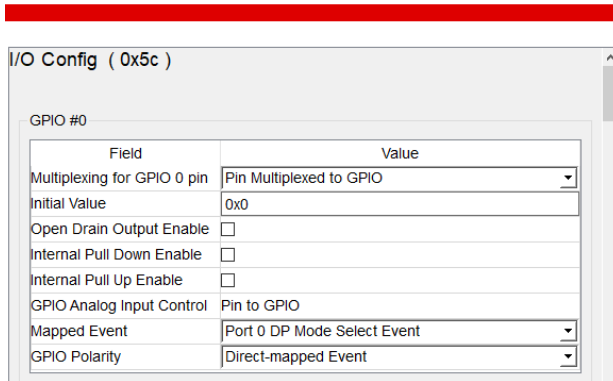 I/O Config ( 0x5c )
GPIO #0
Field Value
Multiplexing for GPIO 0 pin Pin Multiplexed to GPIO
Initial Value 0x0
Open Drain Output Enable
Internal Pull Down Enable
Internal Pull Up Enable
GPIO Analog Input Control Pin to GPIO
Mapped Event Port 0 DP Mode Select Event
GPIO Polarity Direct-mapped Event